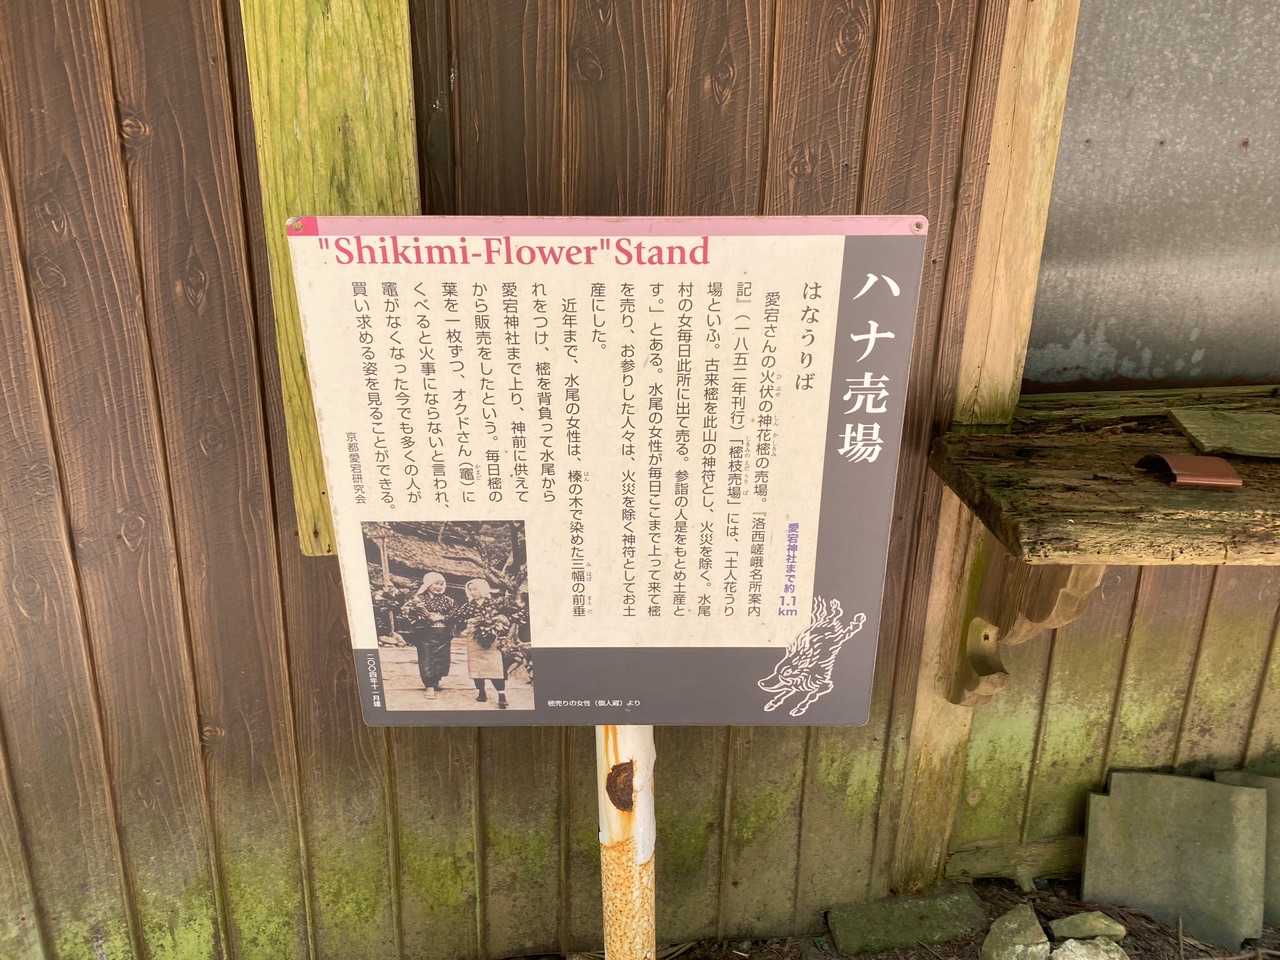 "Shikimi-Flower" Stand
ハナ売場
はなうりば
愛宕神社まで約1.1km
愛宕さんの火伏の神花樒の売場。『洛西嵯峨名所案内
記』(一八五二年刊行)「樒枝売場」には、「土人花うり
場といふ。古来樒を此山の神符とし、火災を除く。水尾
村の女毎日此所に出て売る。参詣の人是をもとめ土産と
す。」とある。水尾の女性が毎日ここまで上って来て樒
を売り、お参りした人々は、火災を除く神符としてお土
産にした。
近年まで、水尾の女性は、榛の木で染めた三幅の前垂
れをつけ、樒を背負って水尾から
愛宕神社まで上り、神前に供えて
から販売をしたという。毎日樒の
葉を一枚ずつ、オクドさん(竈)に
くべると火事にならないと言われ、
竈がなくなった今でも多くの人が
買い求める姿を見ることができる。
京都愛宕研究会
二〇〇四年十一月建
樒売りの女性(個人蔵)より